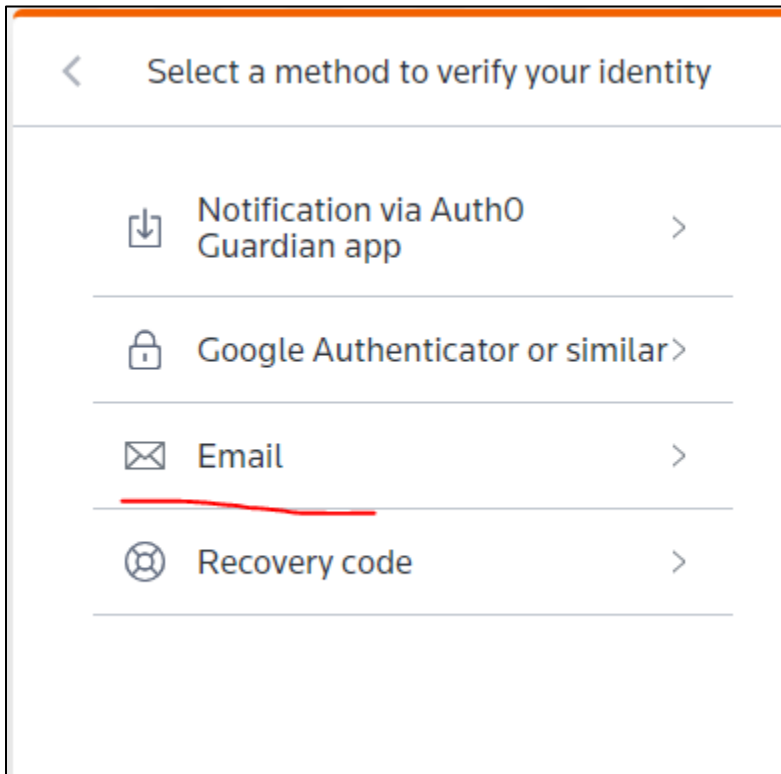 Select a method to verify your identity
Notification via Auth0
Guardian app
Google Authenticator or similar
Email
Recovery code